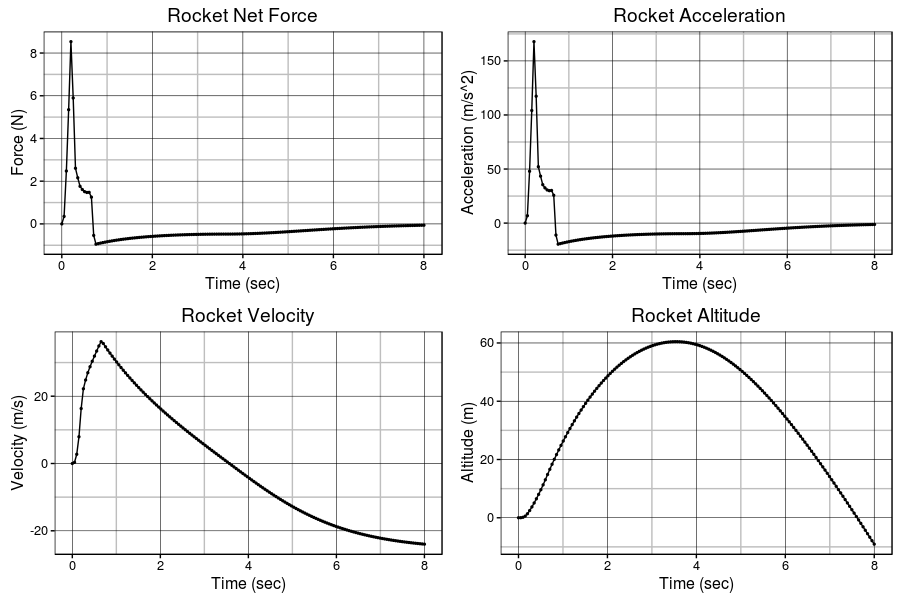 Rocket Net Force
Force (N)
8
6
4
2
0
0 2 4 6 8
Time (sec)
Rocket Acceleration
Acceleration (m/s^2)
150
100
50
0
0 2 4 6 8
Time (sec)
Rocket Velocity
Velocity (m/s)
20
0
-20
0 2 4 6 8
Time (sec)
Rocket Altitude
Altitude (m)
60
40
20
0
0 2 4 6 8
Time (sec)